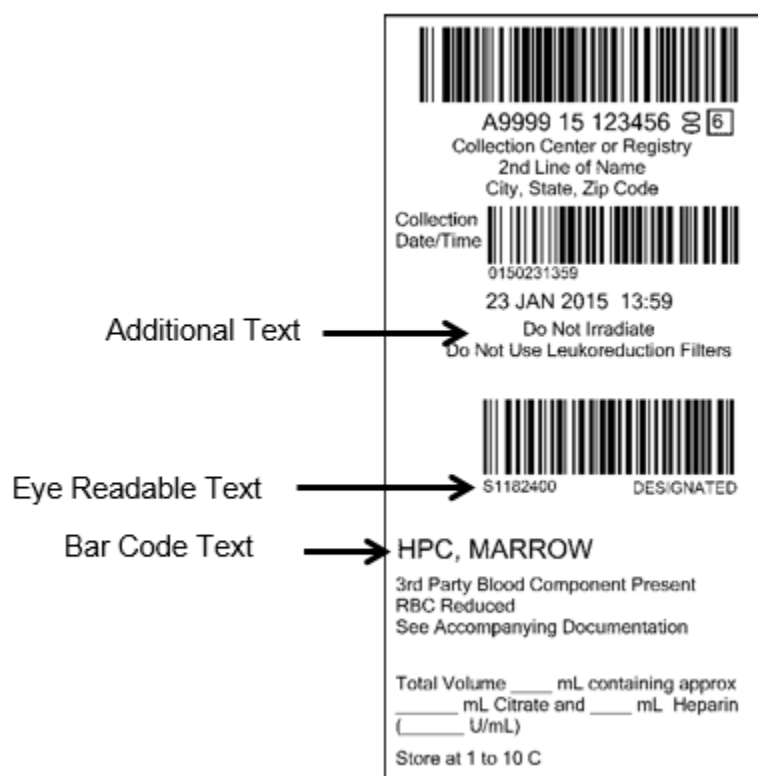 A9999 15 123456 00 6
Collection Center or Registry
2nd Line of Name
City, State, Zip Code
Collection
Date/Time
0150231359
23 JAN 2015 13:59
Additional Text
Do Not Irradiate
Do Not Use Leukoreduction Filters
Eye Readable Text
S1182400 DESIGNATED
Bar Code Text
HPC, MARROW
3rd Party Blood Component Present
RBC Reduced
See Accompanying Documentation
Total Volume ____ mL containing approx
______ mL Citrate and ____ mL Heparin
(______ U/mL)
Store at 1 to 10 C